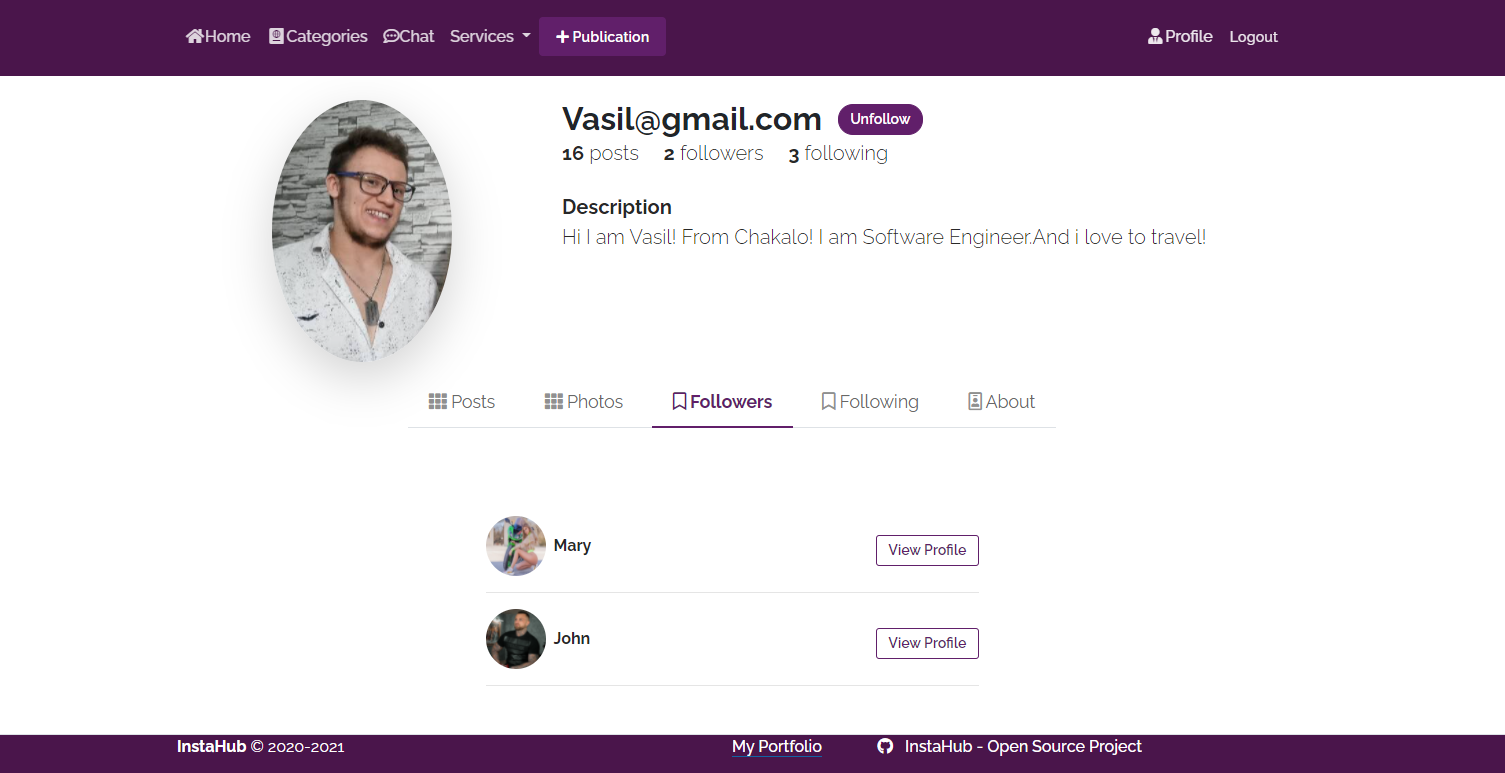 Home Categories Chat Services Publication Profile Logout
Vasil@gmail.com Unfollow
16 posts 2 followers 3 following
Description
Hi I am Vasil! From Chakalo! I am Software Engineer.And i love to travel!
Posts Photos Followers Following About
Mary View Profile
John View Profile
InstaHub © 2020-2021 My Portfolio InstaHub - Open Source Project